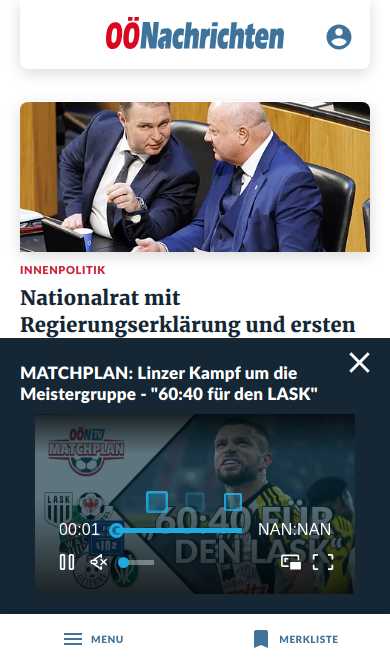 OÖNachrichten
INNENPOLITIK
Nationalrat mit
Regierungserklärung und ersten
MATCHPLAN: Linzer Kampf um die
Meistergruppe - "60:40 für den LASK"
OÖN TV
MATCHPLAN
LASK
LINZ
"60:40 FÜR
DEN LASK"
00:01
NAN:NAN
MENU
MERKLISTE